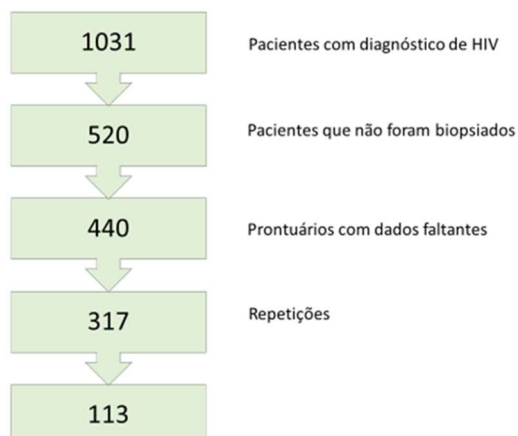 1031 Pacientes com diagnóstico de HIV
520 Pacientes que não foram biopsiados
440 Prontuários com dados faltantes
317 Repetições
113